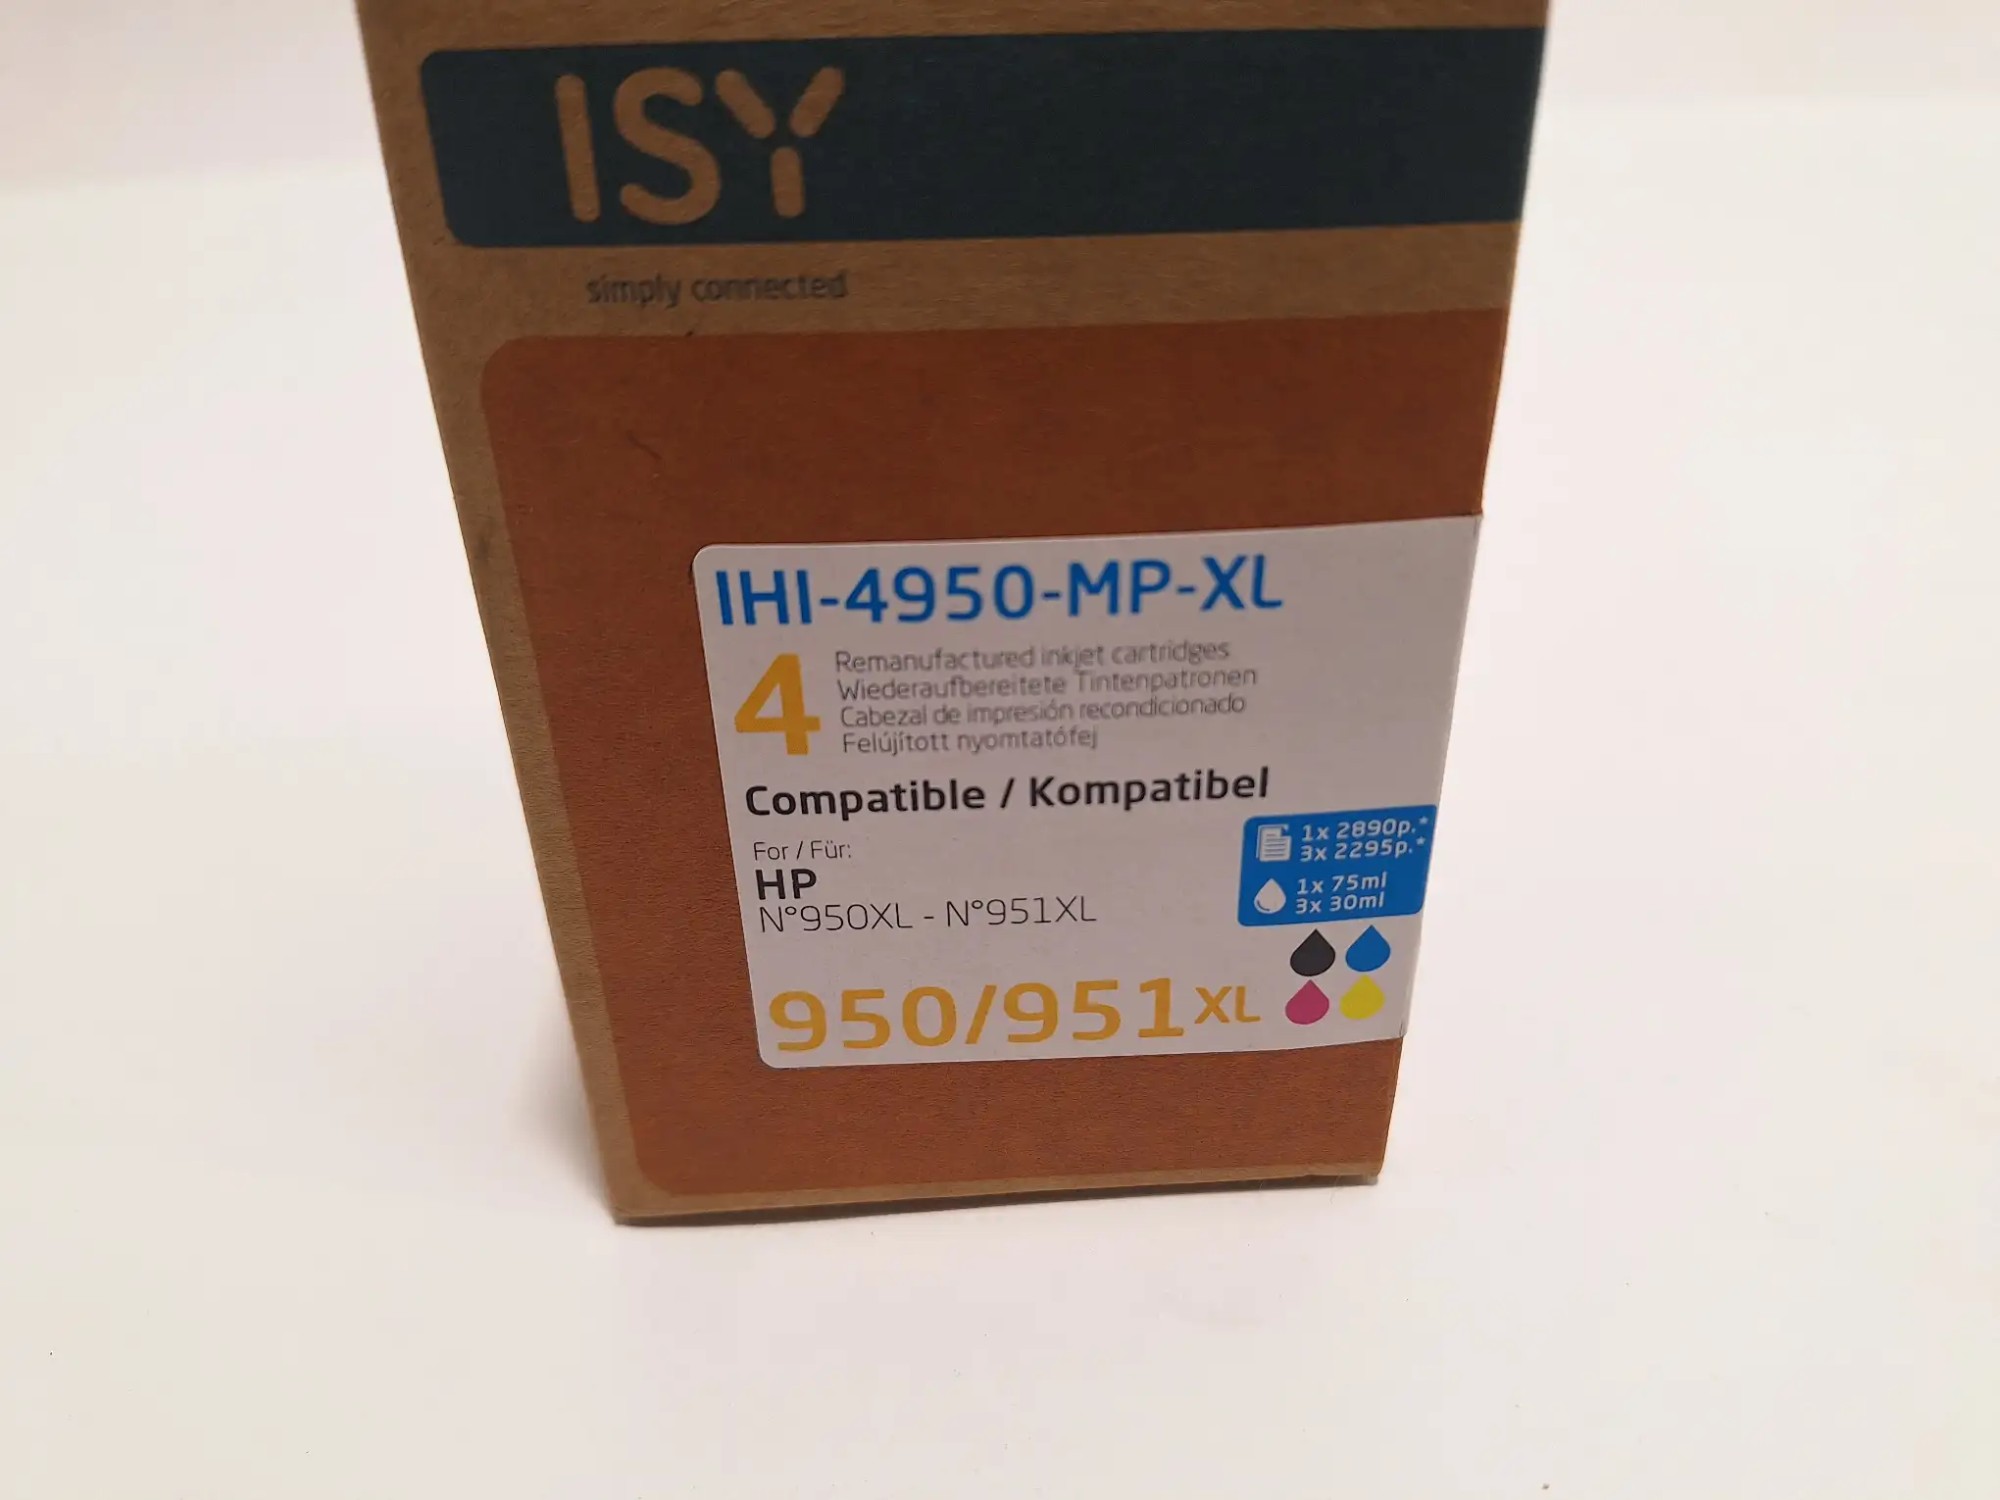 ISY
simply connected
IHI-4950-MP-XL
4
Remanufactured inkjet cartridges
Wiederaufbereitete Tintenpatronen
Cabezal de impresión recondicionado
Felújított nyomtatófej
Compatible / Kompatibel
For / Für:
HP
N°950XL - N°951XL
1x 2890p.*
3x 2295p.*
1x 75ml
3x 30ml
950/951XL